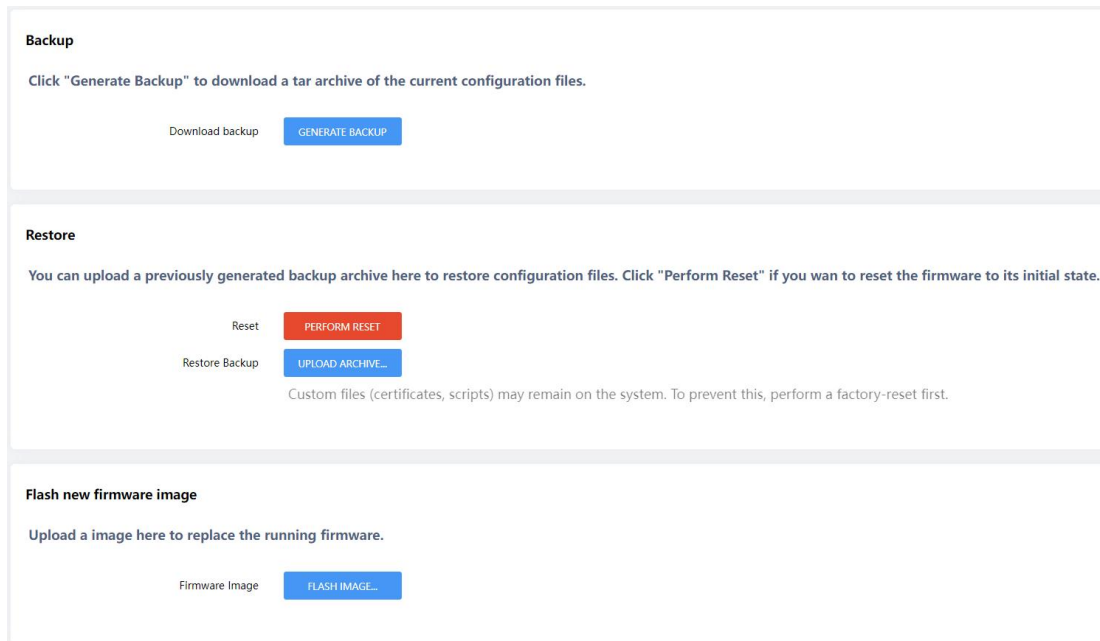 Backup
Click "Generate Backup" to download a tar archive of the current configuration files.
Download backup GENERATE BACKUP
Restore
You can upload a previously generated backup archive here to restore configuration files. Click "Perform Reset" if you wan to reset the firmware to its initial state.
Reset PERFORM RESET
Restore Backup UPLOAD ARCHIVE...
Custom files (certificates, scripts) may remain on the system. To prevent this, perform a factory-reset first.
Flash new firmware image
Upload a image here to replace the running firmware.
Firmware Image FLASH IMAGE...